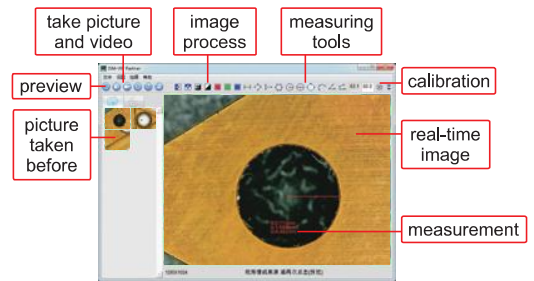 take picture
and video
image
process
measuring
tools
preview
calibration
picture
taken
before
real-time
image
measurement